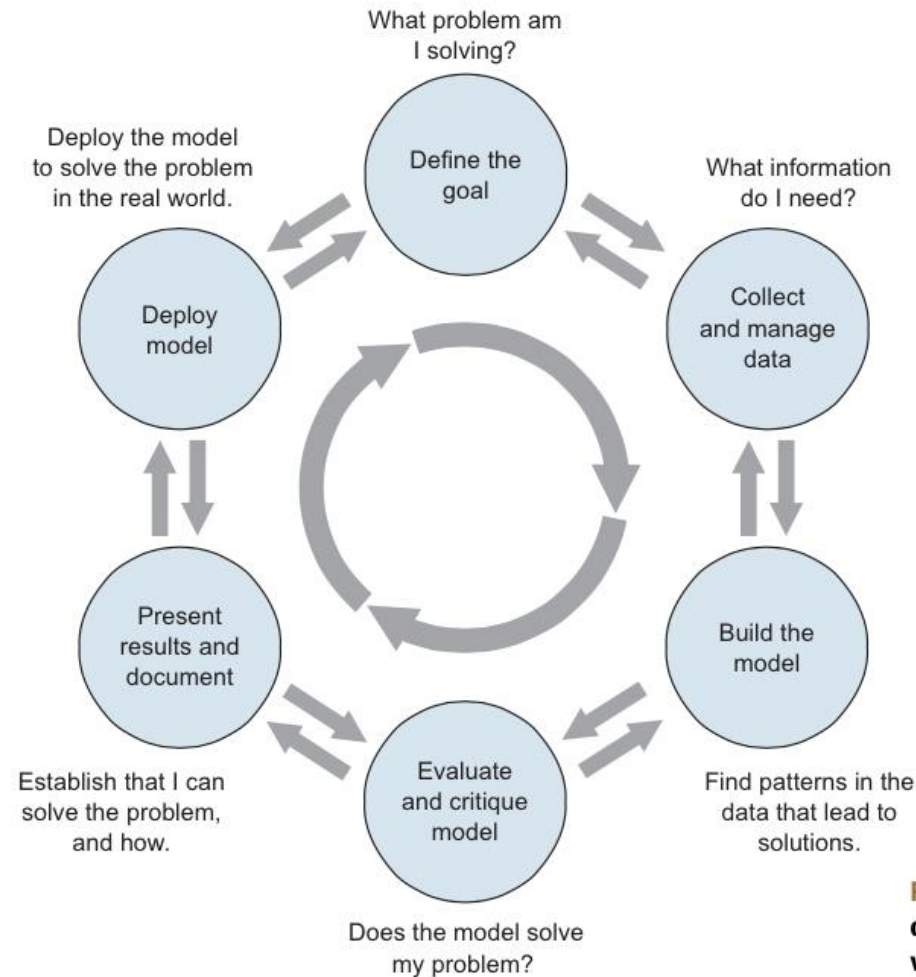 What problem am
I solving?
Define the
goal
What information
do I need?
Collect
and manage
data
Build the
model
Find patterns in the
data that lead to
solutions.
Evaluate
and critique
model
Does the model solve
my problem?
Present
results and
document
Establish that I can
solve the problem,
and how.
Deploy the model
to solve the problem
in the real world.
Deploy
model